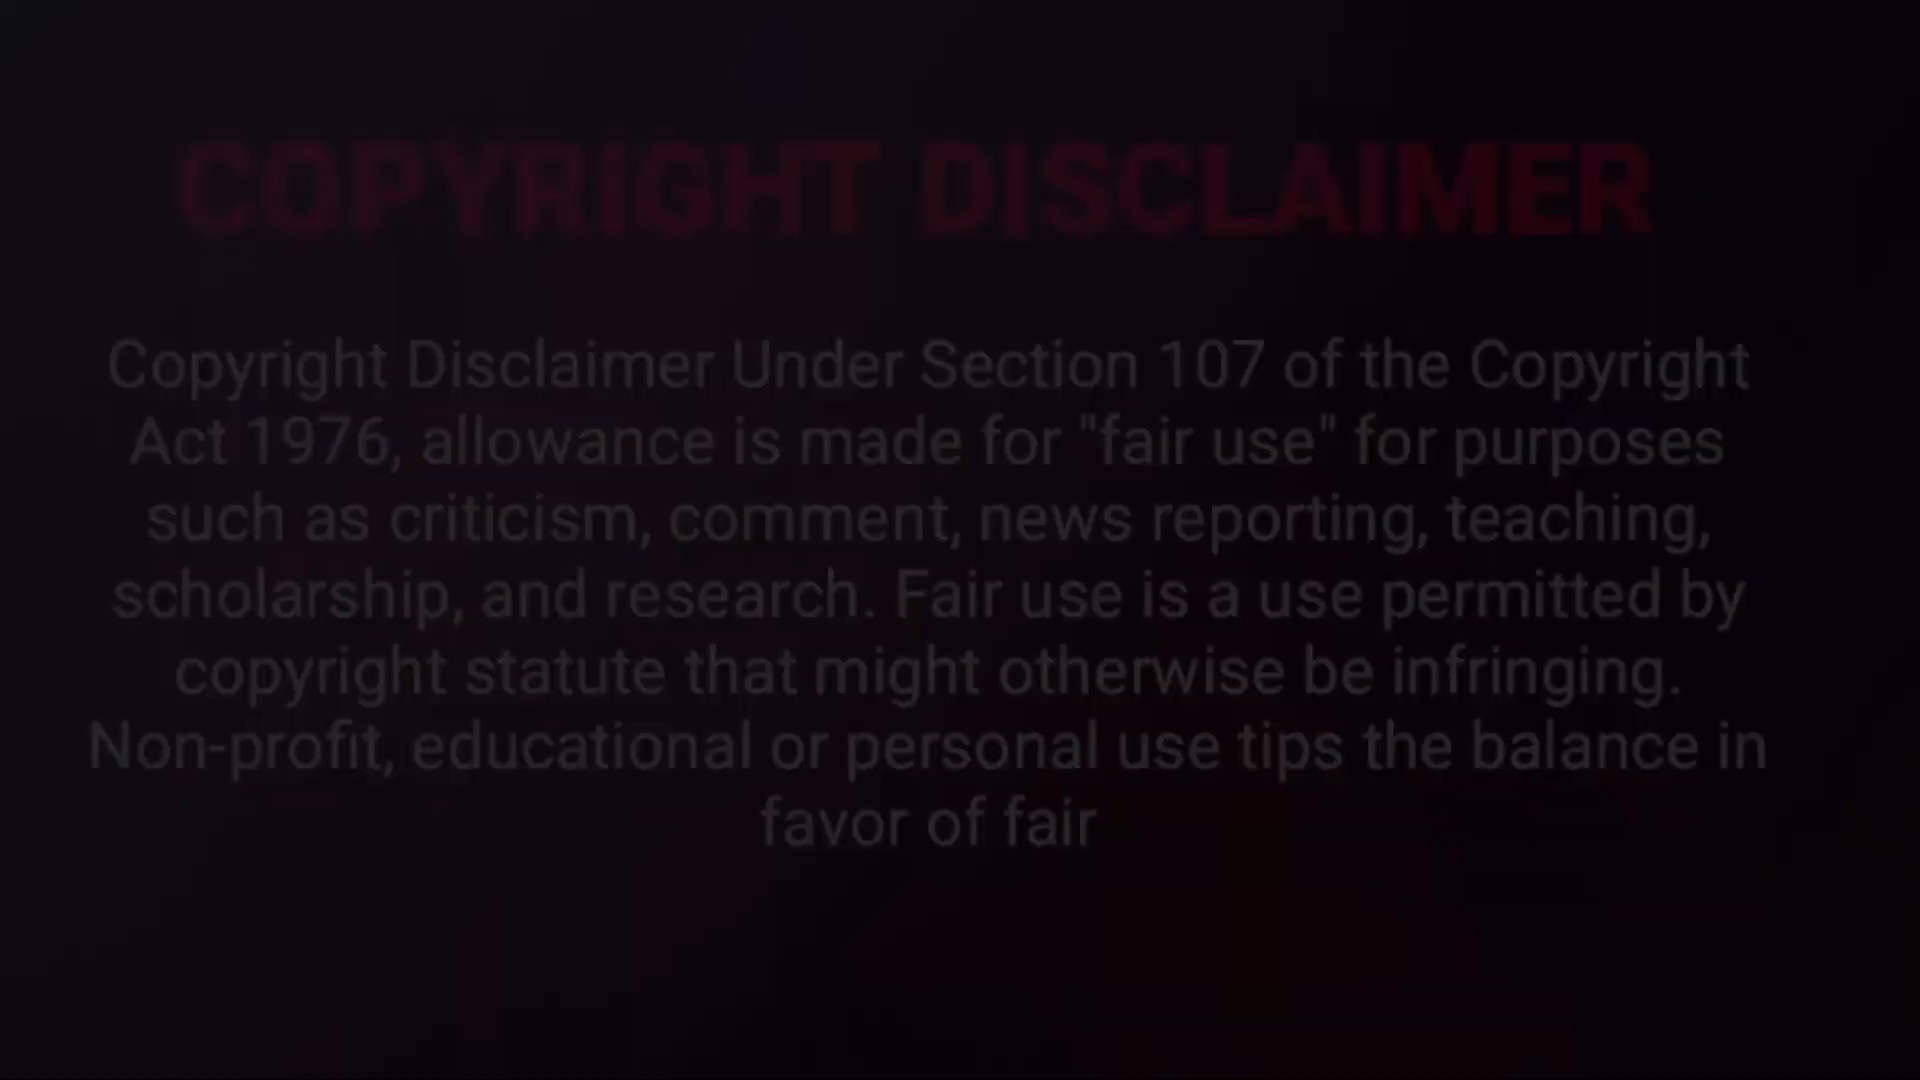 COPYRIGHT DISCLAIMER
Copyright Disclaimer Under Section 107 of the Copyright
Act 1976, allowance is made for "fair use" for purposes
such as criticism, comment, news reporting, teaching,
scholarship, and research. Fair use is a use permitted by
copyright statute that might otherwise be infringing.
Non-profit, educational or personal use tips the balance in
favor of fair